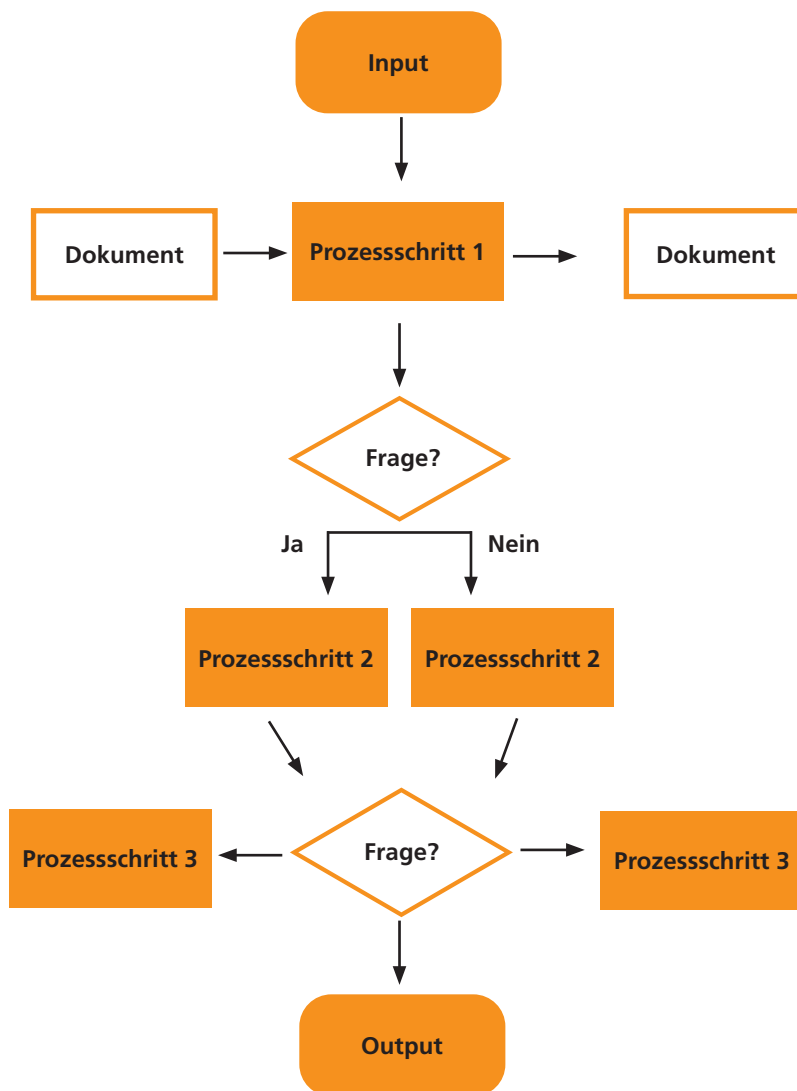 Input
Dokument
Prozessschritt 1
Dokument
Frage?
Ja
Nein
Prozessschritt 2
Prozessschritt 2
Prozessschritt 3
Frage?
Prozessschritt 3
Output